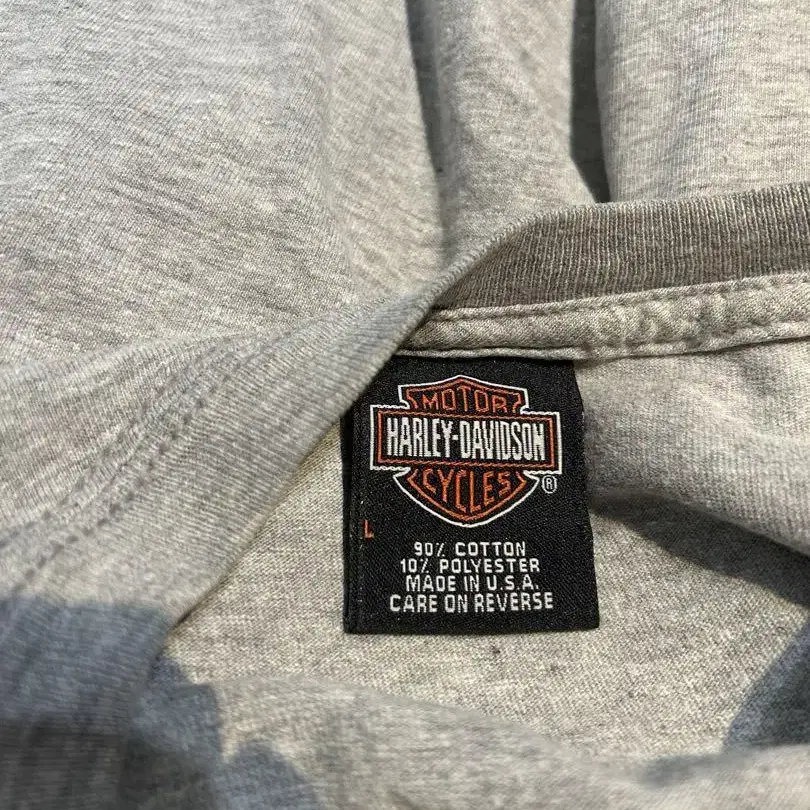 MOTOR
HARLEY-DAVIDSON
CYCLES
®
L
90% COTTON
10% POLYESTER
MADE IN U.S.A.
CARE ON REVERSE